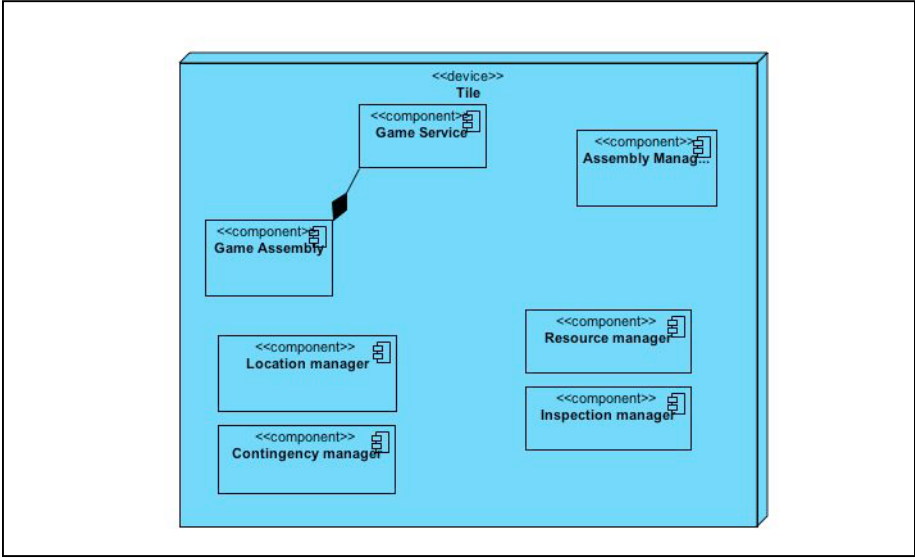 <<device>>
Tile
<<component>>
Game Service
<<component>>
Assembly Manag...
<<component>>
Game Assembly
<<component>>
Location manager
<<component>>
Resource manager
<<component>>
Inspection manager
<<component>>
Contingency manager